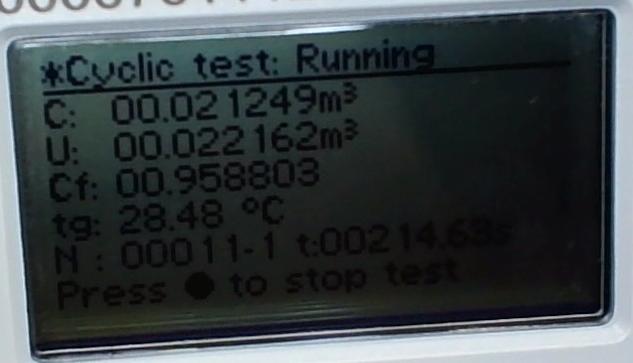 *Cyclic test: Running
C: 00.021249m³
U: 00.022162m³
Cf: 00.958803
tg: 28.48 °C
N : 00011-1 t:00214.63s
Press ● to stop test